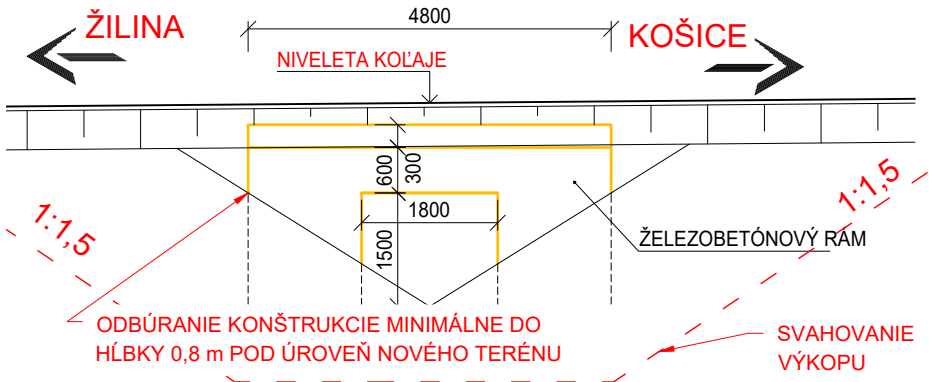 ŽILINA
4800
KOŠICE
NIVELETA KOĽAJE
600
300
1800
1500
1:1,5
1:1,5
ŽELEZOBETÓNOVÝ RÁM
ODBÚRANIE KONŠTRUKCIE MINIMÁLNE DO
HĹBKY 0,8 m POD ÚROVEŇ NOVÉHO TERÉNU
SVAHOVANIE
VÝKOPU